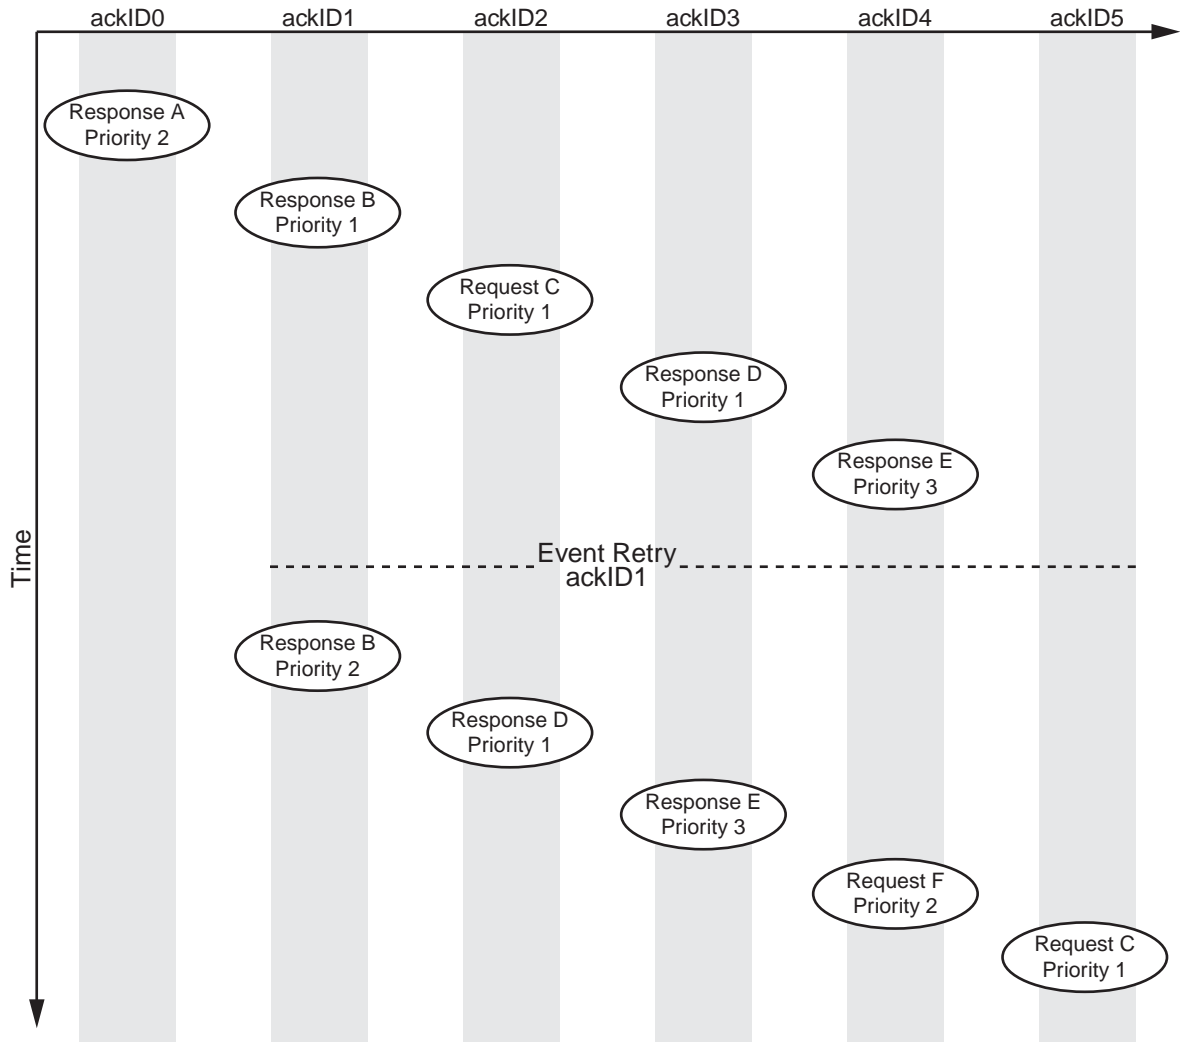 ackID0
ackID1
ackID2
ackID3
ackID4
ackID5
Response A
Priority 2
Response B
Priority 1
Request C
Priority 1
Response D
Priority 1
Response E
Priority 3
Time
Event Retry
ackID1
Response B
Priority 2
Response D
Priority 1
Response E
Priority 3
Request F
Priority 2
Request C
Priority 1